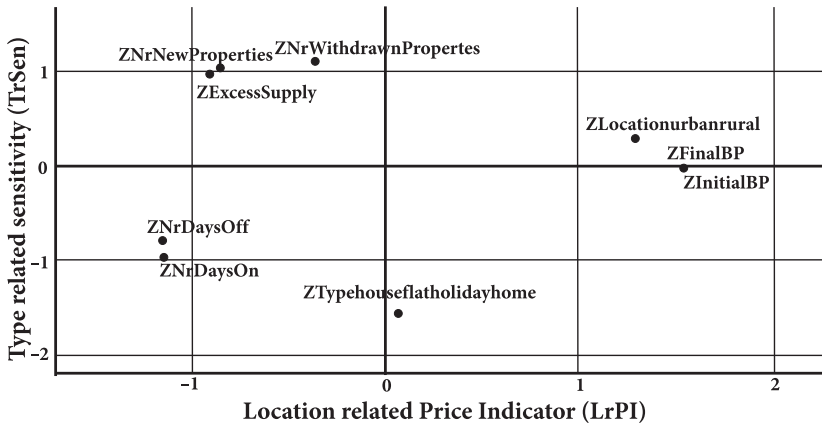 ZNrWithdrawnPropertes
ZNrNewProperties
1
ZExcessSupply
ZLocationurbanrural
ZFinalBP
0
ZInitialBP
ZNrDaysOff
–1
ZNrDaysOn
ZTypehouseflatholidayhome
–2
Type related sensitivity (TrSen)
–1 0 1 2
Location related Price Indicator (LrPI)